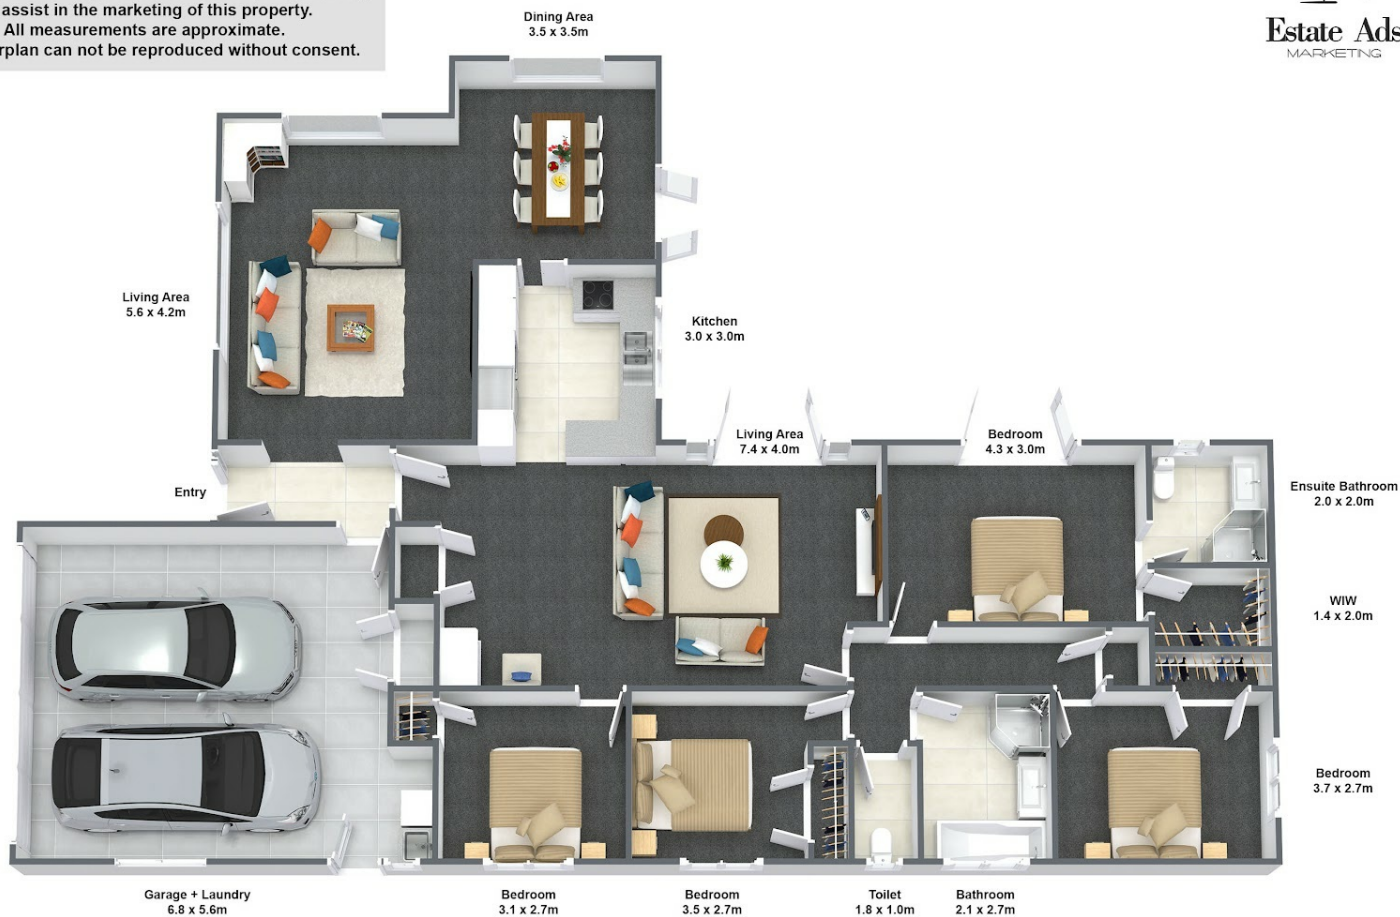 assist in the marketing of this property.
All measurements are approximate.
plan can not be reproduced without consent.
Estate Ads
MARKETING
Dining Area
3.5 x 3.5m
Living Area
5.6 x 4.2m
Kitchen
3.0 x 3.0m
Living Area
7.4 x 4.0m
Bedroom
4.3 x 3.0m
Entry
Ensuite Bathroom
2.0 x 2.0m
WIW
1.4 x 2.0m
Bedroom
3.7 x 2.7m
Garage + Laundry
6.8 x 5.6m
Bedroom
3.1 x 2.7m
Bedroom
3.5 x 2.7m
Toilet
1.8 x 1.0m
Bathroom
2.1 x 2.7m